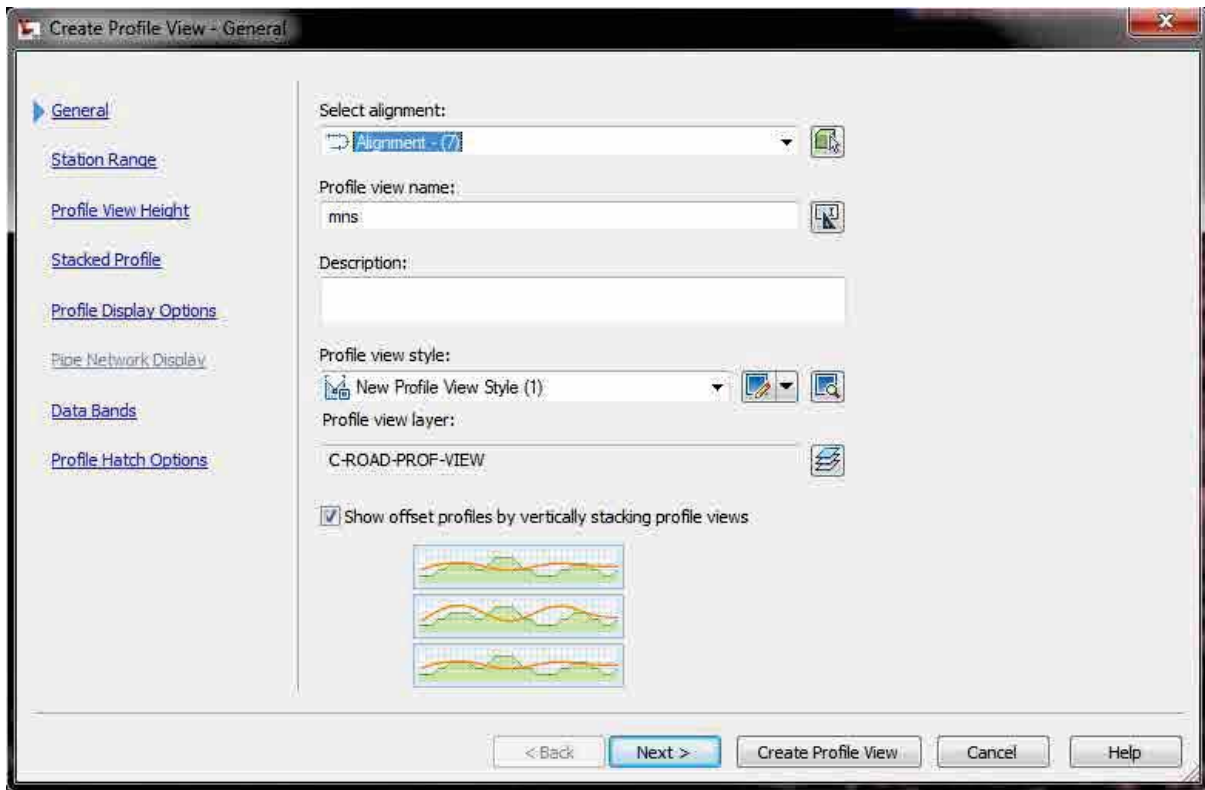 Create Profile View - General
General
Station Range
Profile View Height
Stacked Profile
Profile Display Options
Pipe Network Display
Data Bands
Profile Hatch Options
Select alignment:
Alignment - (7)
Profile view name:
mns
Description:
Profile view style:
New Profile View Style (1)
Profile view layer:
C-ROAD-PROF-VIEW
Show offset profiles by vertically stacking profile views
< Back Next > Create Profile View Cancel Help